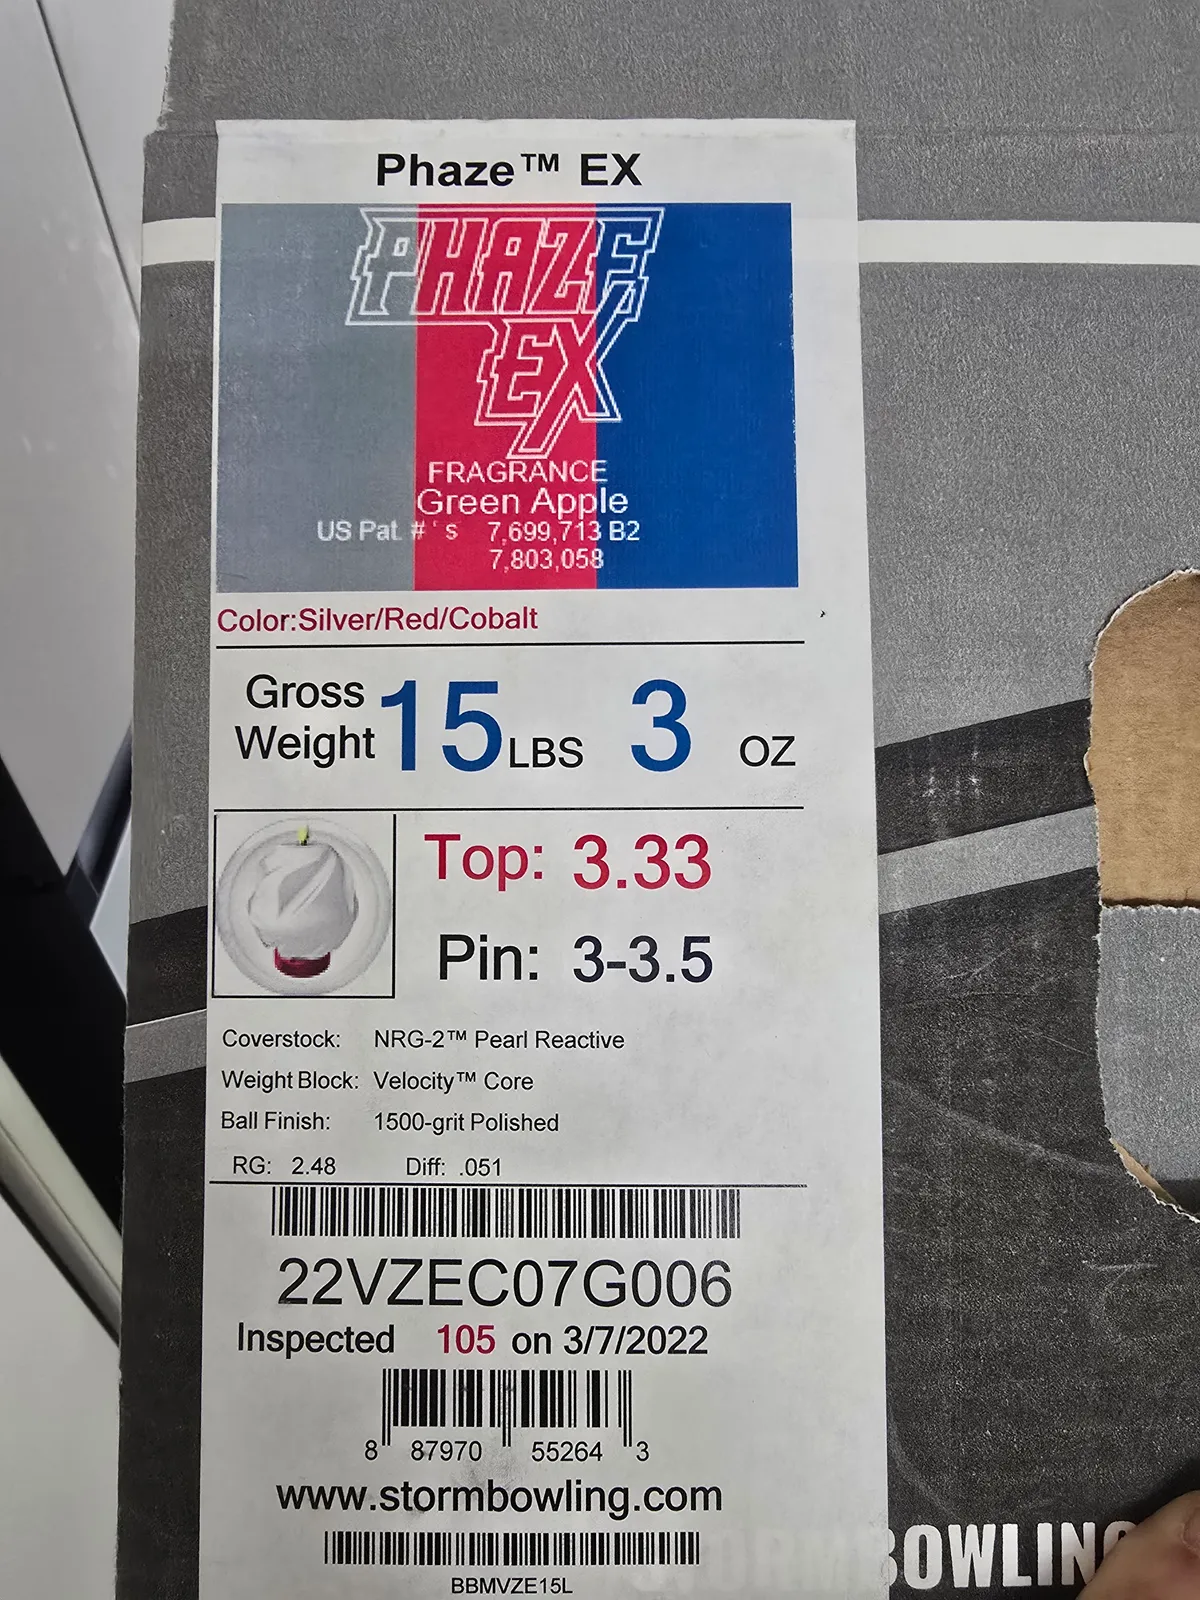 Phaze™ EX
PHAZE
EX
FRAGRANCE
Green Apple
US Pat. # ' s 7,699,713 B2
7,803,058
Color:Silver/Red/Cobalt
Gross
Weight 15 LBS 3 OZ
Top: 3.33
Pin: 3-3.5
Coverstock: NRG-2™ Pearl Reactive
Weight Block: Velocity™ Core
Ball Finish: 1500-grit Polished
RG: 2.48 Diff: .051
22VZEC07G006
Inspected 105 on 3/7/2022
8 87970 55264 3
www.stormbowling.com
BBMVZE15L
STORMBOWLING